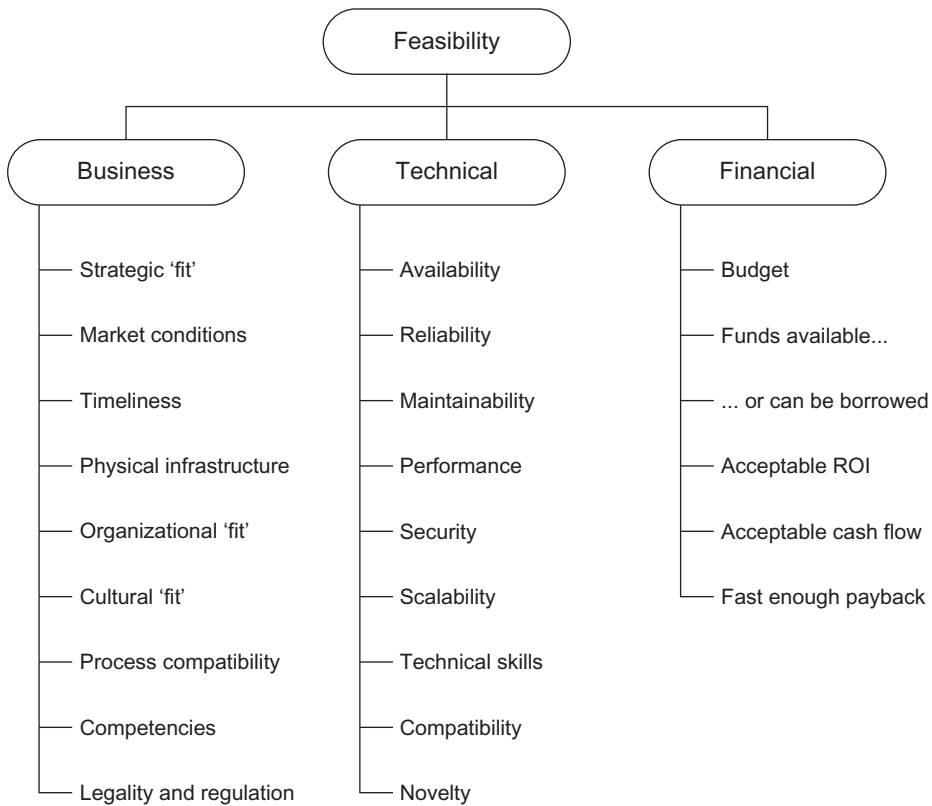 Feasibility
Business
Technical
Financial
Strategic ‘fit’
Market conditions
Timeliness
Physical infrastructure
Organizational ‘fit’
Cultural ‘fit’
Process compatibility
Competencies
Legality and regulation
Availability
Reliability
Maintainability
Performance
Security
Scalability
Technical skills
Compatibility
Novelty
Budget
Funds available...
... or can be borrowed
Acceptable ROI
Acceptable cash flow
Fast enough payback